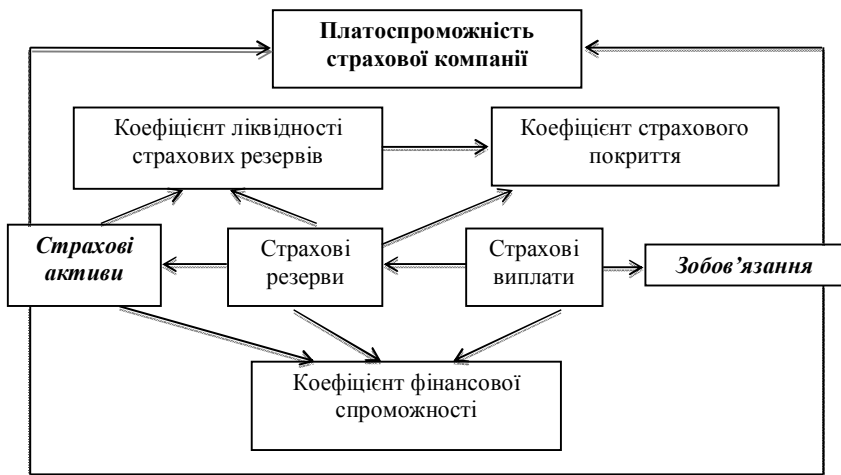 Платоспроможність
страхової компанії
Коефіцієнт ліквідності
страхових резервів
Коефіцієнт страхового
покриття
Страхові
активи
Страхові
резерви
Страхові
виплати
Зобов’язання
Коефіцієнт фінансової
спроможності